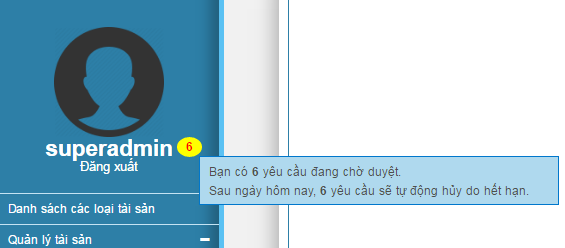 superadmin 6
Đăng xuất
Bạn có 6 yêu cầu đang chờ duyệt.
Sau ngày hôm nay, 6 yêu cầu sẽ tự động hủy do hết hạn.
Danh sách các loại tài sản
Quản lý tài sản